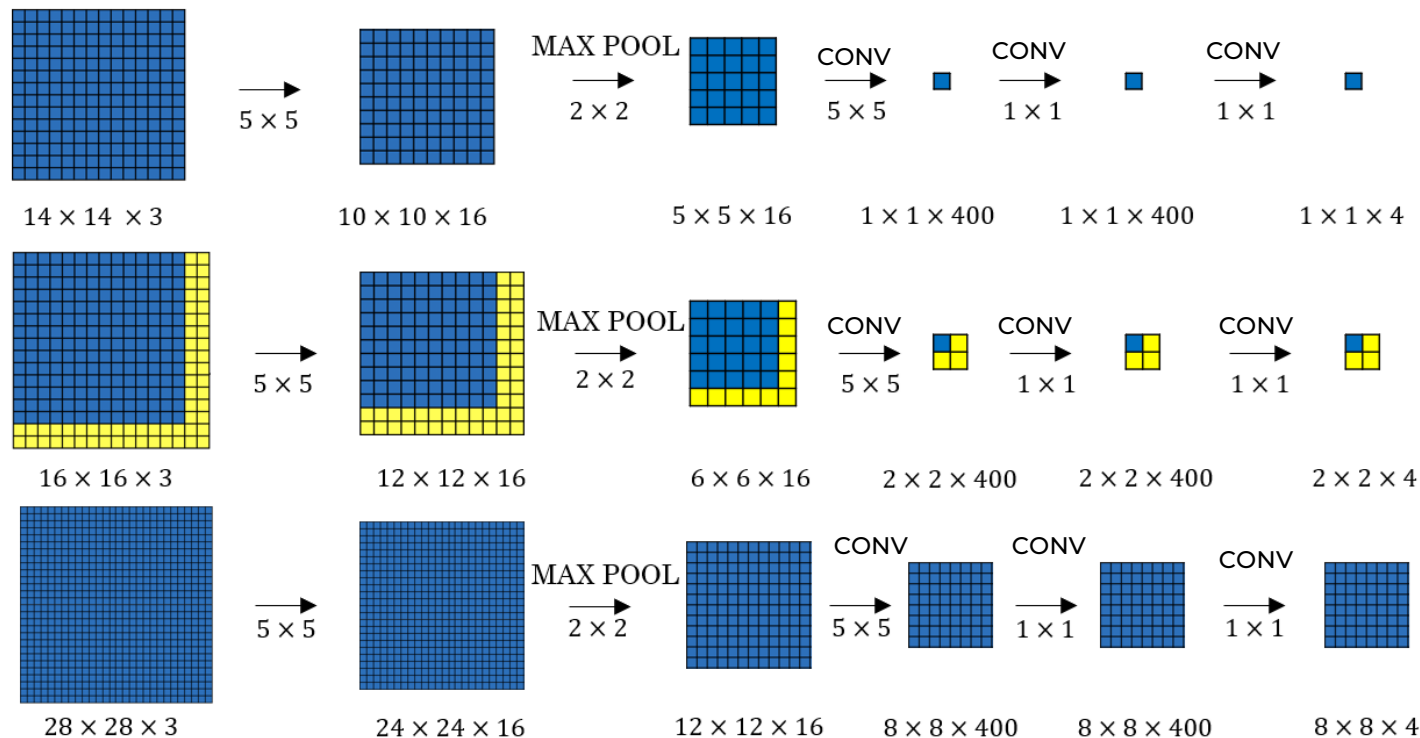 MAX POOL CONV CONV CONV
5 × 5 2 × 2 5 × 5 1 × 1 1 × 1
14 × 14 × 3 10 × 10 × 16 5 × 5 × 16 1 × 1 × 400 1 × 1 × 400 1 × 1 × 4
MAX POOL CONV CONV CONV
5 × 5 2 × 2 5 × 5 1 × 1 1 × 1
16 × 16 × 3 12 × 12 × 16 6 × 6 × 16 2 × 2 × 400 2 × 2 × 400 2 × 2 × 4
MAX POOL CONV CONV CONV
5 × 5 2 × 2 5 × 5 1 × 1 1 × 1
28 × 28 × 3 24 × 24 × 16 12 × 12 × 16 8 × 8 × 400 8 × 8 × 400 8 × 8 × 4